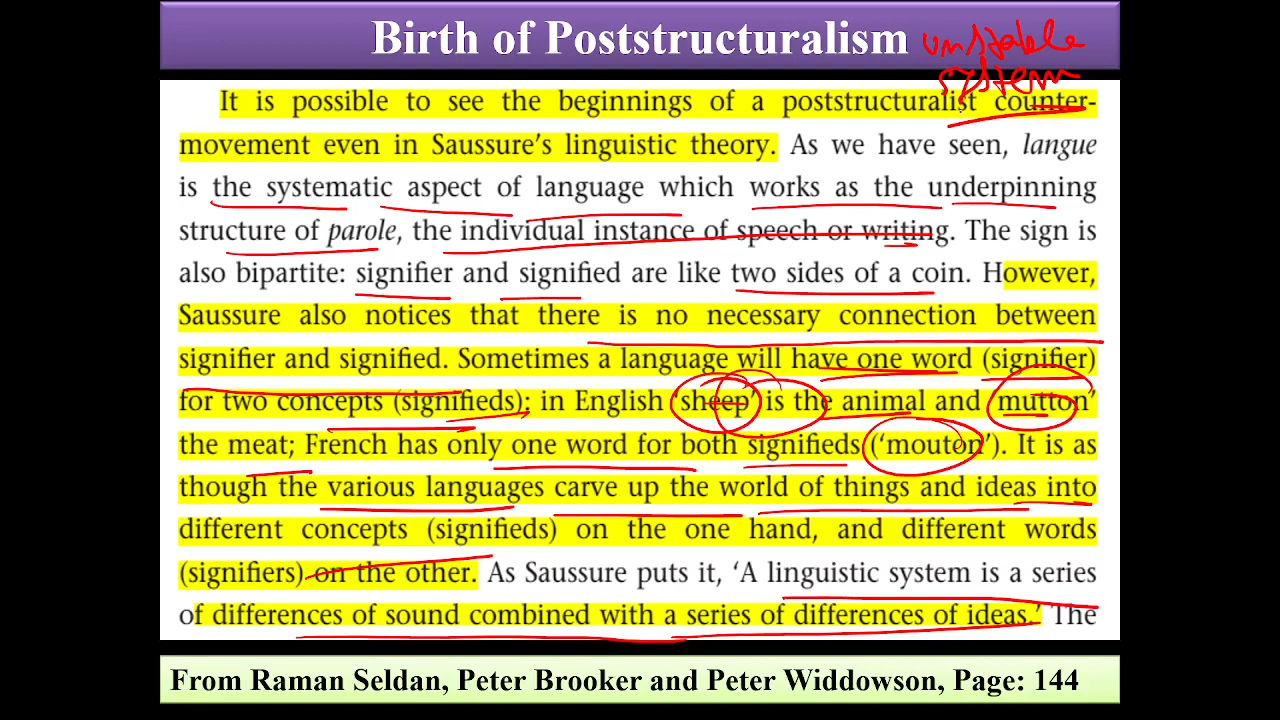 Birth of Poststructuralism unstable
system
It is possible to see the beginnings of a poststructuralist counter-
movement even in Saussure's linguistic theory. As we have seen, langue
is the systematic aspect of language which works as the underpinning
structure of parole, the individual instance of speech or writing. The sign is
also bipartite: signifier and signified are like two sides of a coin. However,
Saussure also notices that there is no necessary connection between
signifier and signified. Sometimes a language will have one word (signifier)
for two concepts (signifieds): in English 'sheep' is the animal and 'mutton'
the meat; French has only one word for both signifieds ('mouton'). It is as
though the various languages carve up the world of things and ideas into
different concepts (signifieds) on the one hand, and different words
(signifiers) on the other. As Saussure puts it, 'A linguistic system is a series
of differences of sound combined with a series of differences of ideas.' The
From Raman Seldan, Peter Brooker and Peter Widdowson, Page: 144